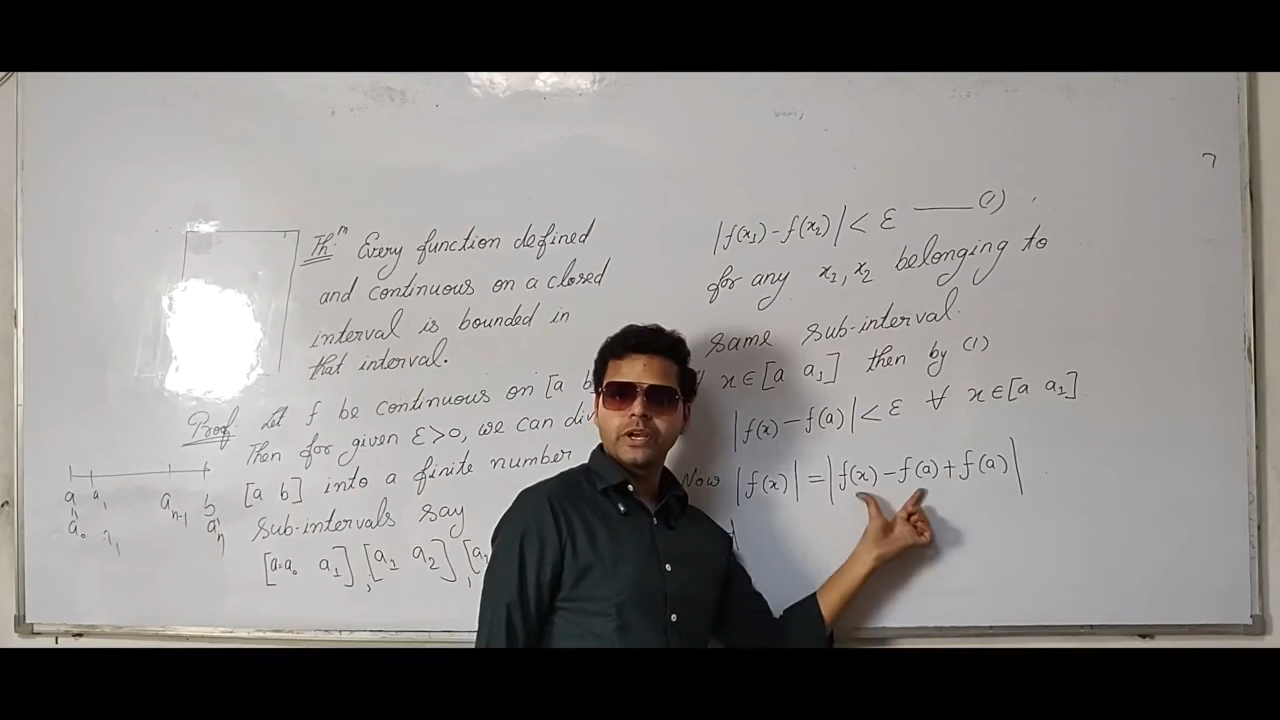 Th.m Every function defined
and continuous on a closed
interval is bounded in
that interval.
Proof Let f be continuous on [a b
Then for given ε>0, we can div
[a b] into a finite number
sub-intervals say
[a=a₀ a₁], [a₁ a₂], [a₂
a a₁ aₙ₋₁ b
a₀ aₙ
|f(x₁)-f(x₂)|<ε —— (1)
for any x₁, x₂ belonging to
same sub-interval.
x∈[a a₁] then by (1)
|f(x)-f(a)|<ε ∀ x∈[a a₁]
Now |f(x)|=|f(x)-f(a)+f(a)|